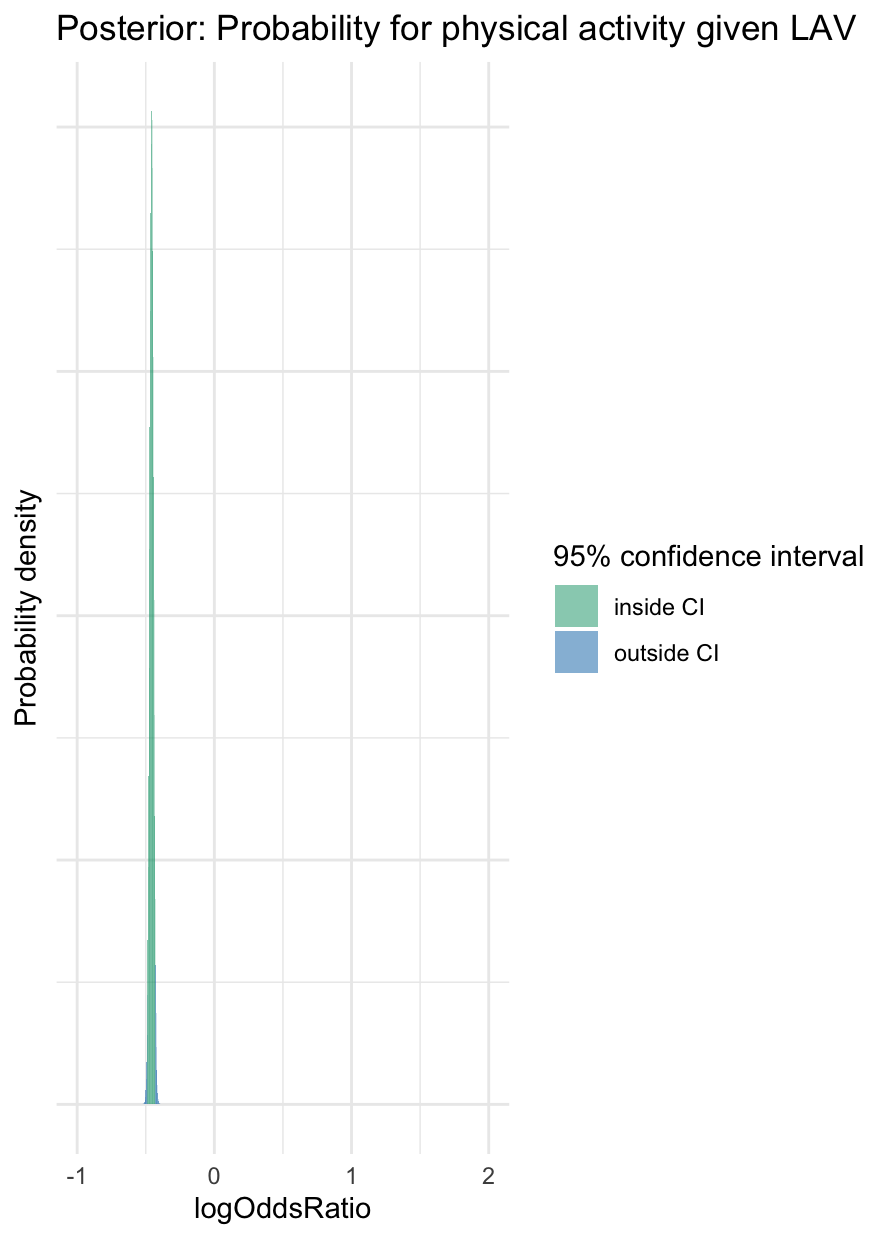 Posterior: Probability for physical activity given LAV
Probability density
95% confidence interval
inside CI
outside CI
-1 0 1 2
logOddsRatio